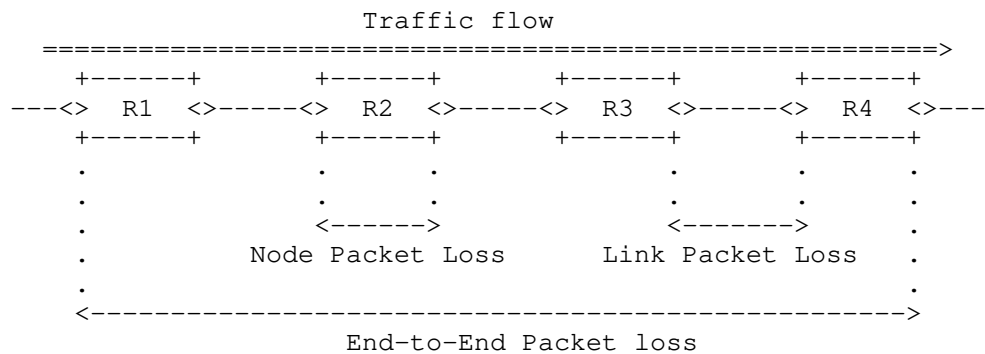 Traffic flow
R1 R2 R3 R4
Node Packet Loss Link Packet Loss
End-to-End Packet loss